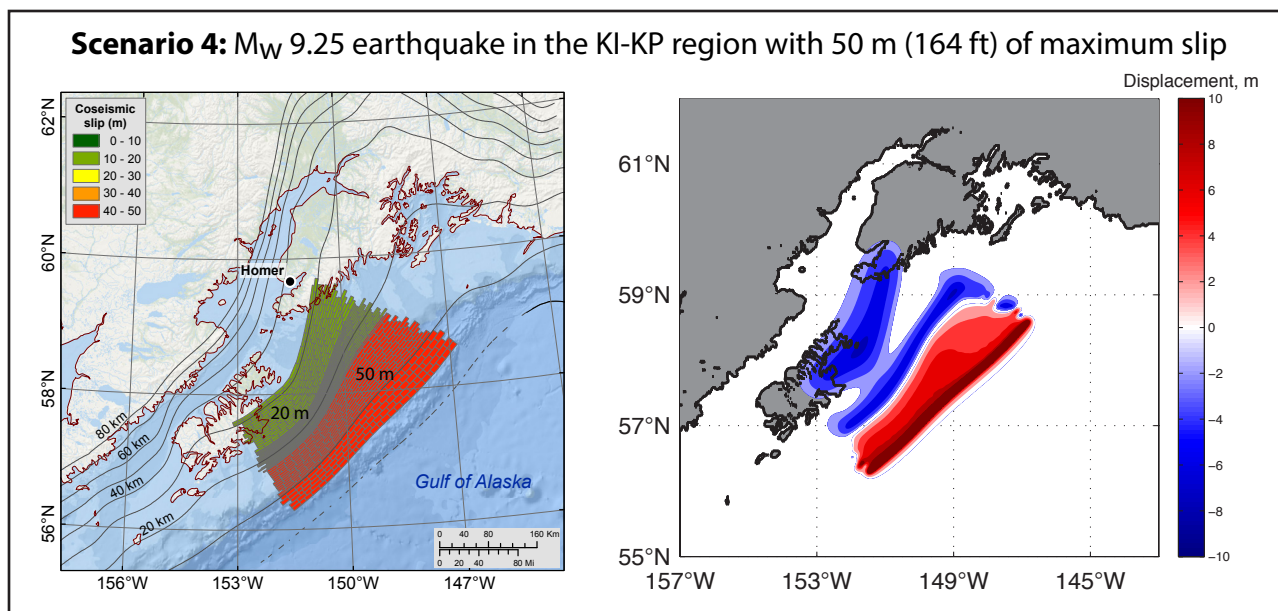 Scenario 4: MW 9.25 earthquake in the KI-KP region with 50 m (164 ft) of maximum slip
Coseismic
slip (m)
0 - 10
10 - 20
20 - 30
30 - 40
40 - 50
62°N
60°N
58°N
56°N
Homer
50 m
20 m
80 km
60 km
40 km
20 km
Gulf of Alaska
0 40 80 160 Km
0 20 40 80 Mi
156°W 153°W 150°W 147°W
Displacement, m
61°N
59°N
57°N
55°N
157°W 153°W 149°W 145°W
10
8
6
4
2
0
−2
−4
−6
−8
−10